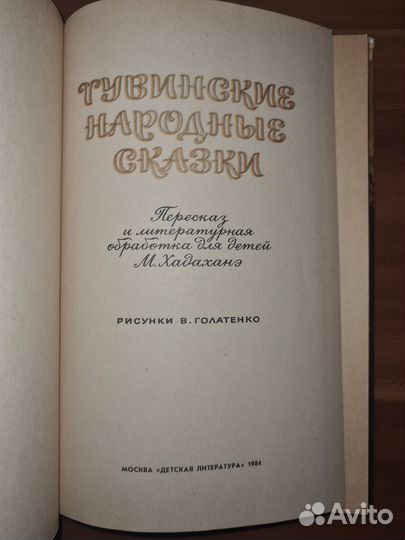 ТУВИНСКИЕ
НАРОДНЫЕ
СКАЗКИ
Пересказ
и литературная
обработка для детей
М. Хадаханэ
РИСУНКИ В. ГОЛАТЕНКО
МОСКВА «ДЕТСКАЯ ЛИТЕРАТУРА» 1984
Avito